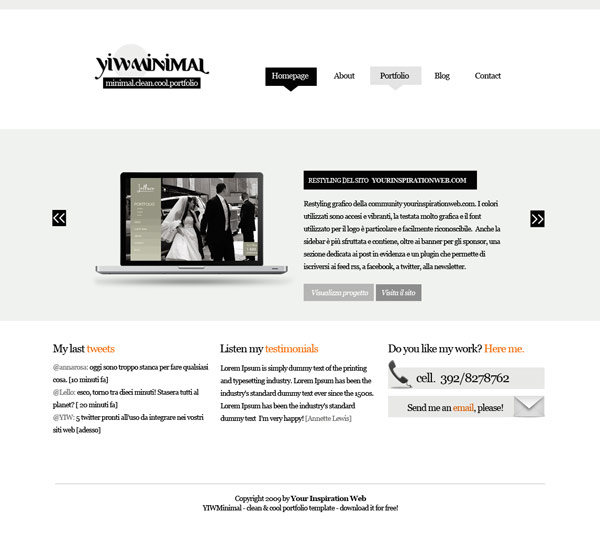 YIWMINIMAL
minimal.clean.cool.portfolio
Homepage
About
Portfolio
Blog
Contact
RESTYLING DEL SITO YOURINSPIRATIONWEB.COM
Restyling grafico della community yourinspirationweb.com. I colori
utilizzati sono accesi e vibranti, la testata molto grafica e il font
utilizzato per il logo è particolare e facilmente riconoscibile. Anche la
sidebar è più sfruttata e contiene, oltre ai banner per gli sponsor, una
sezione dedicata ai post in evidenza e un plugin che permette di
iscriversi ai feed rss, a facebook, a twitter, alla newsletter.
Visualizza progetto
Visita il sito
PORTFOLIO
My last tweets
@annarosa: oggi sono troppo stanca per fare qualsiasi
cosa. [10 minuti fa]
@Lello: esco, torno tra dieci minuti! Stasera tutti al
planet? [ 20 minuti fa]
@YIW: 5 twitter pronti all'uso da integrare nei vostri
siti web [adesso]
Listen my testimonials
Lorem Ipsum is simply dummy text of the printing
and typesetting industry. Lorem Ipsum has been the
industry's standard dummy text ever since the 1500s.
Lorem Ipsum has been the industry's standard
dummy text I'm very happy! [Annette Lewis]
Do you like my work? Here me.
cell. 392/8278762
Send me an email, please!
Copyright 2009 by Your Inspiration Web
YIWMinimal - clean & cool portfolio template - download it for free!